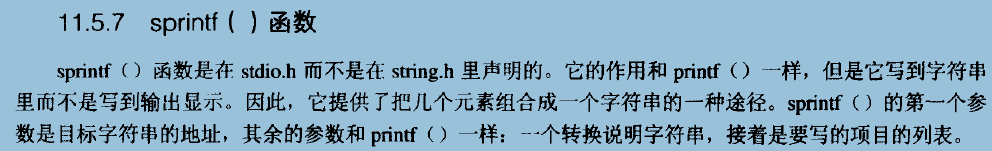 11.5.7 sprintf ( ) 函数
sprintf（）函数是在 stdio.h 而不是在 string.h 里声明的。它的作用和 printf（）一样，但是它写到字符串
里而不是写到输出显示。因此，它提供了把几个元素组合成一个字符串的一种途径。sprintf（）的第一个参
数是目标字符串的地址，其余的参数和 printf（）一样：一个转换说明字符串，接着是要写的项目的列表。